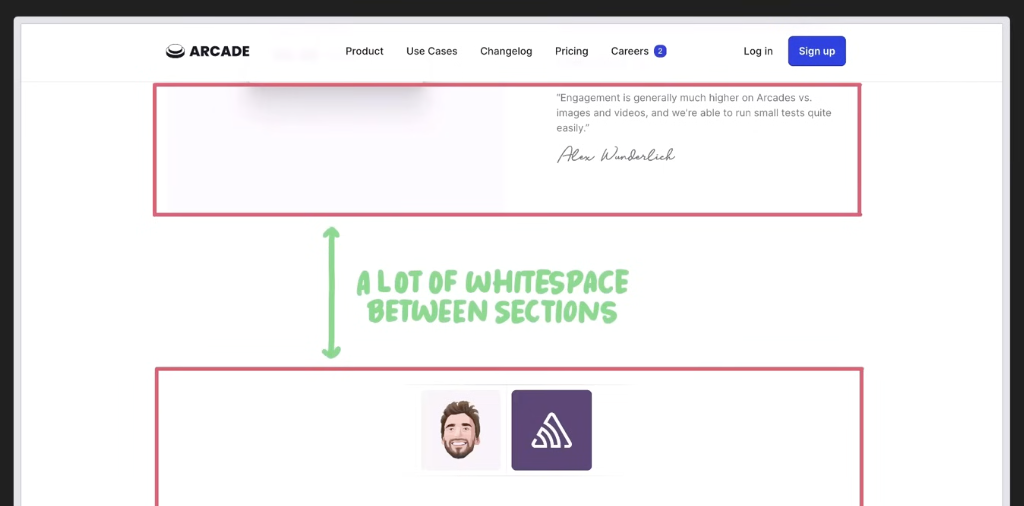 ARCADE
Product
Use Cases
Changelog
Pricing
Careers 2
Log in
Sign up
“Engagement is generally much higher on Arcades vs.
images and videos, and we're able to run small tests quite
easily.”
Alex Wunderlich
A LOT OF WHITESPACE
BETWEEN SECTIONS